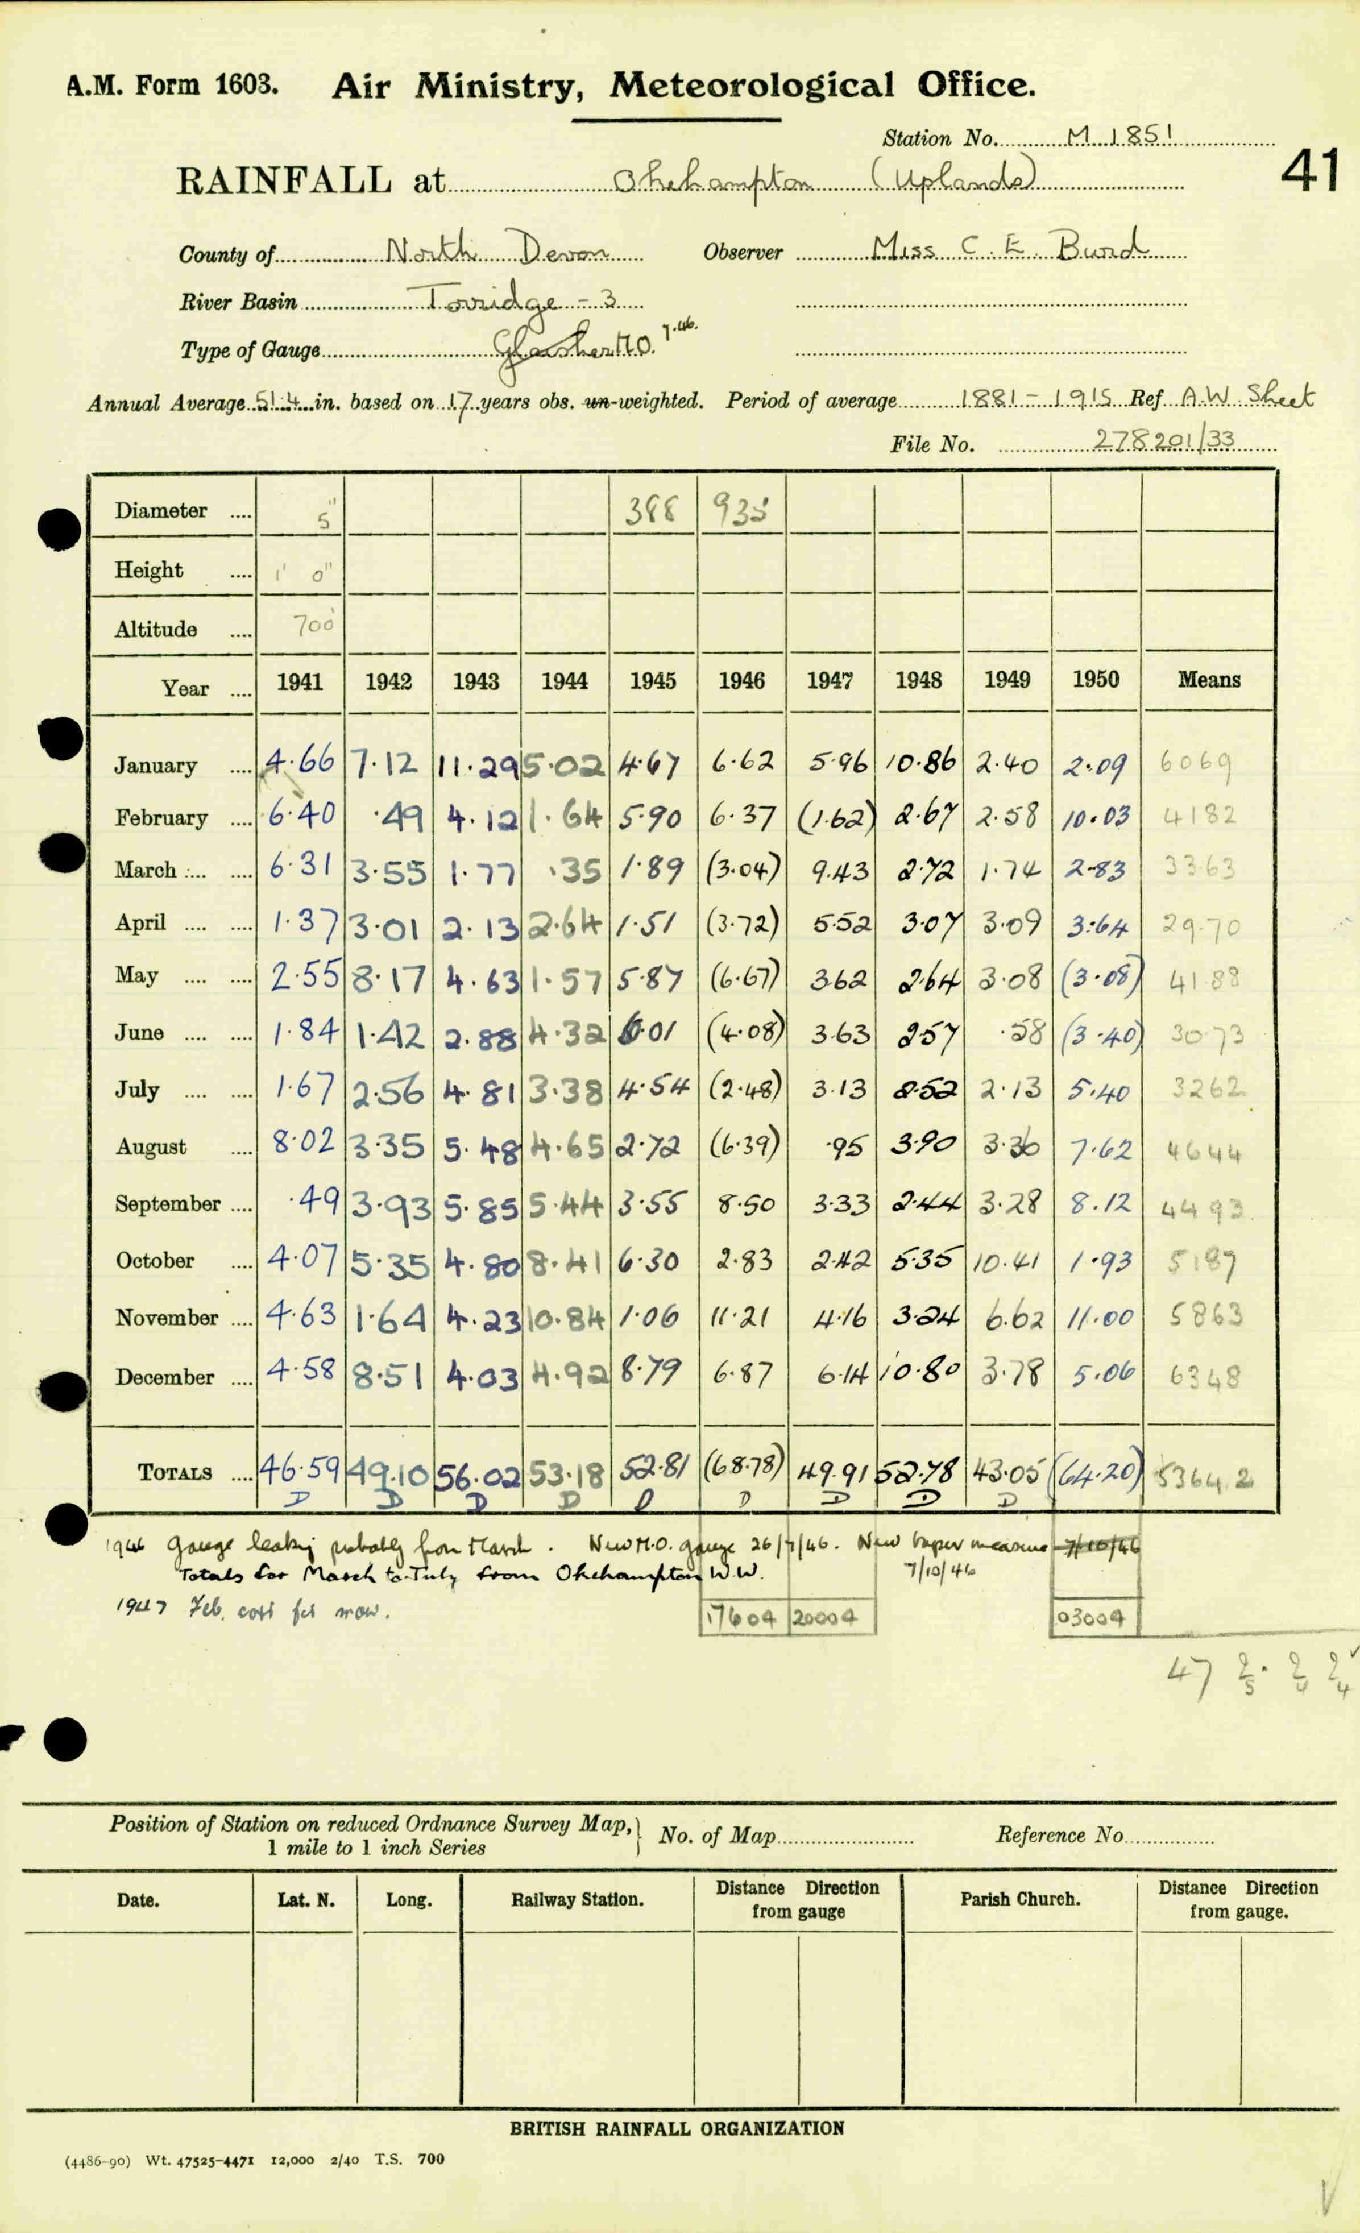 A.M. Form 1603. Air Ministry, Meteorological Office.
Station No. M 1851
41
RAINFALL at Okehampton (Uplands)
County of North Devon Observer Miss C. E. Burd
River Basin Torridge - 3
Type of Gauge Glaisher M.O. 7.46.
Annual Average 51.4 in. based on 17 years obs. un-weighted. Period of average 1881 - 1915 Ref. A.W. Sheet
File No. 278201/33
Diameter .... 5" 388 935
Height .... 1' 0"
Altitude .... 700'
Year .... 1941 1942 1943 1944 1945 1946 1947 1948 1949 1950 Means
January .... 4.66 7.12 11.29 5.02 4.67 6.62 5.96 10.86 2.40 2.09 6069
February .... 6.40 .49 4.12 1.64 5.90 6.37 (1.62) 2.67 2.58 10.03 4182
March .... .... 6.31 3.55 1.77 .35 1.89 (3.04) 9.43 2.72 1.74 2.83 3363
April .... .... 1.37 3.01 2.13 2.64 1.51 (3.72) 5.52 3.07 3.09 3.64 29.70
May .... .... 2.55 8.17 4.63 1.57 5.87 (6.67) 3.62 2.64 3.08 (3.08) 41.88
June .... .... 1.84 1.42 2.88 4.32 6.01 (4.08) 3.63 2.57 .58 (3.40) 3073
July .... .... 1.67 2.56 4.81 3.38 4.54 (2.48) 3.13 2.52 2.13 5.40 3262
August .... 8.02 3.35 5.48 4.65 2.72 (6.39) .95 3.90 3.36 7.62 4644
September .... .49 3.93 5.85 5.44 3.55 8.50 3.33 2.44 3.28 8.12 4493
October .... 4.07 5.35 4.80 8.41 6.30 2.83 2.42 5.35 10.41 1.93 5187
November .... 4.63 1.64 4.23 10.84 1.06 11.21 4.16 3.24 6.62 11.00 5863
December .... 4.58 8.51 4.03 4.92 8.79 6.87 6.14 10.80 3.78 5.06 6348
TOTALS .... 46.59 49.10 56.02 53.18 52.81 (68.78) 49.91 52.78 43.05 (64.20) 5364.2
D D D D D D D D D
1946 Gauge leaking probably from March. New M.O. gauge 26/7/46. New taper measure 7/10/46
Totals for March to July from Okehampton W.W. 7/10/46
1947 Feb. for snow.
17604 20004 03004
47
Position of Station on reduced Ordnance Survey Map, 1 mile to 1 inch Series No. of Map Reference No.
Date. Lat. N. Long. Railway Station. Distance Direction from gauge Parish Church. Distance Direction from gauge.
BRITISH RAINFALL ORGANIZATION
(4486-90) Wt. 47525-4471 12,000 2/40 T.S. 700